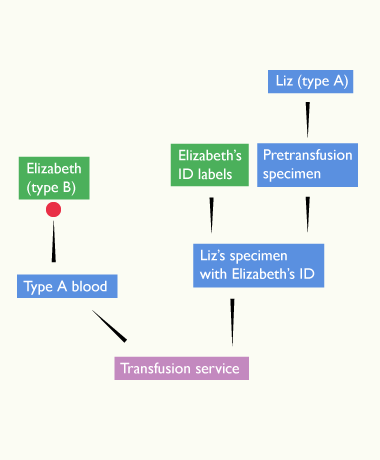 Liz (type A)
Elizabeth's
ID labels
Pretransfusion
specimen
Elizabeth
(type B)
Liz's specimen
with Elizabeth's ID
Type A blood
Transfusion service